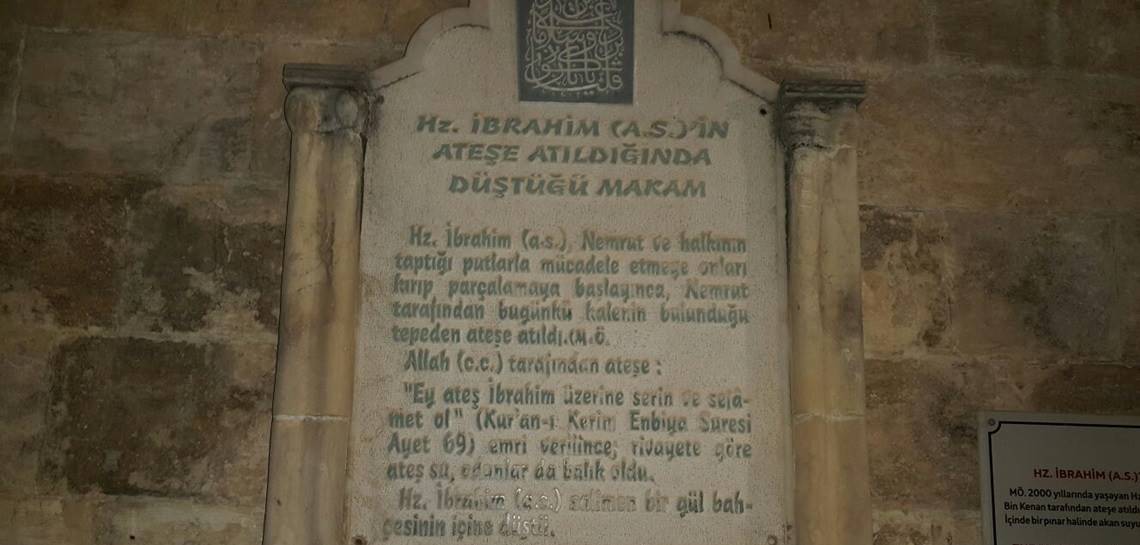 Hz. İBRAHİM (A.S.)'İN
ATEŞE ATILDIĞINDA
DÜŞTÜĞÜ MAKAM
Hz. İbrahim (a.s.), Nemrut ve halkının
taptığı putlarla mücadele etmeye onları
kırıp parçalamaya başlayınca, Nemrut
tarafından bugünkü kalenin bulunduğu
tepeden ateşe atıldı.(M.Ö.
Allah (c.c.) tarafından ateşe :
"Ey ateş İbrahim üzerine serin ve selâ-
met ol" (Kur'an-ı Kerim Enbiya Suresi
Ayet 69) emri verilince; rivayete göre
ateş su, odunlar da balık oldu.
Hz. İbrahim (a.s.) salimen bir gül bah-
çesinin içine düştü.
HZ. İBRAHİM (A.S.)
MÖ. 2000 yıllarında yaşayan
Bin Kenan tarafından ateşe
İçinde bir pınar halinde akan